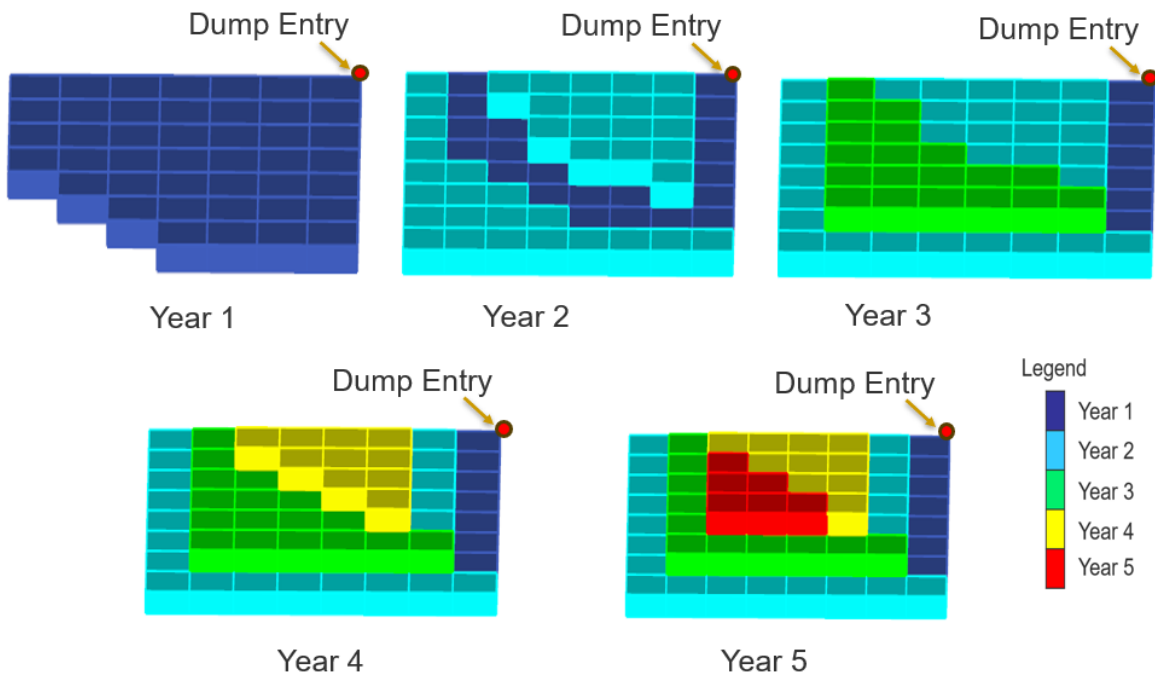 Dump Entry
Dump Entry
Dump Entry
Year 1
Year 2
Year 3
Dump Entry
Dump Entry
Legend
Year 1
Year 2
Year 3
Year 4
Year 5
Year 4
Year 5